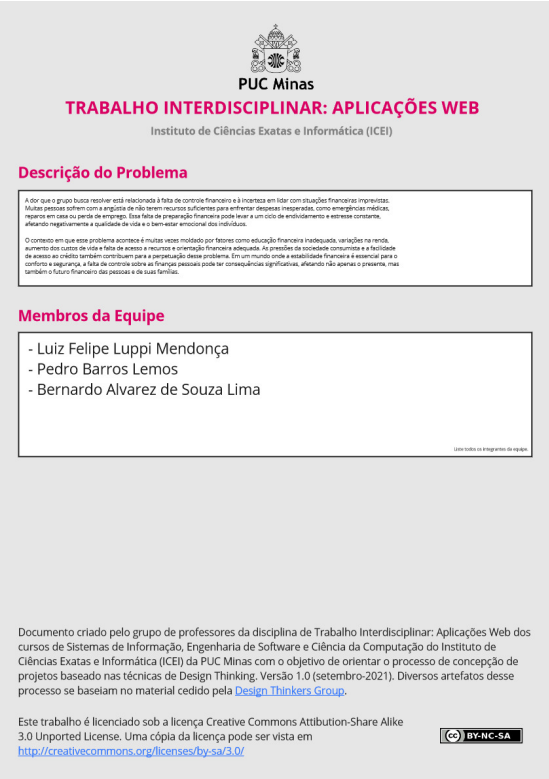 PUC Minas
TRABALHO INTERDISCIPLINAR: APLICAÇÕES WEB
Instituto de Ciências Exatas e Informática (ICEI)
Descrição do Problema
A dor que o grupo busca resolver está relacionada à falta de controle financeiro e à incerteza em lidar com situações financeiras imprevistas.
Muitas pessoas sofrem com a angústia de não terem recursos suficientes para enfrentar despesas inesperadas, como emergências médicas,
reparos em casa ou perda de emprego. Essa falta de preparação financeira pode levar a um ciclo de endividamento e estresse constante,
afetando negativamente a qualidade de vida e o bem-estar emocional dos indivíduos.
O contexto em que esse problema acontece é muitas vezes moldado por fatores como educação financeira inadequada, variações na renda,
aumento dos custos de vida e falta de acesso a recursos e orientação financeira adequada. As pressões da sociedade consumista e a facilidade
de acesso ao crédito também contribuem para a perpetuação desse problema. Em um mundo onde a estabilidade financeira é essencial para o
conforto e segurança, a falta de controle sobre as finanças pessoais pode ter consequências significativas, afetando não apenas o presente, mas
também o futuro financeiro das pessoas e de suas famílias.
Membros da Equipe
- Luiz Felipe Luppi Mendonça
- Pedro Barros Lemos
- Bernardo Alvarez de Souza Lima
Liste todos os integrantes da equipe.
Documento criado pelo grupo de professores da disciplina de Trabalho Interdisciplinar: Aplicações Web dos
cursos de Sistemas de Informação, Engenharia de Software e Ciência da Computação do Instituto de
Ciências Exatas e Informática (ICEI) da PUC Minas com o objetivo de orientar o processo de concepção de
projetos baseado nas técnicas de Design Thinking. Versão 1.0 (setembro-2021). Diversos artefatos desse
processo se baseiam no material cedido pela Design Thinkers Group.
Este trabalho é licenciado sob a licença Creative Commons Attibution-Share Alike
3.0 Unported License. Uma cópia da licença pode ser vista em
http://creativecommons.org/licenses/by-sa/3.0/
cc BY-NC-SA